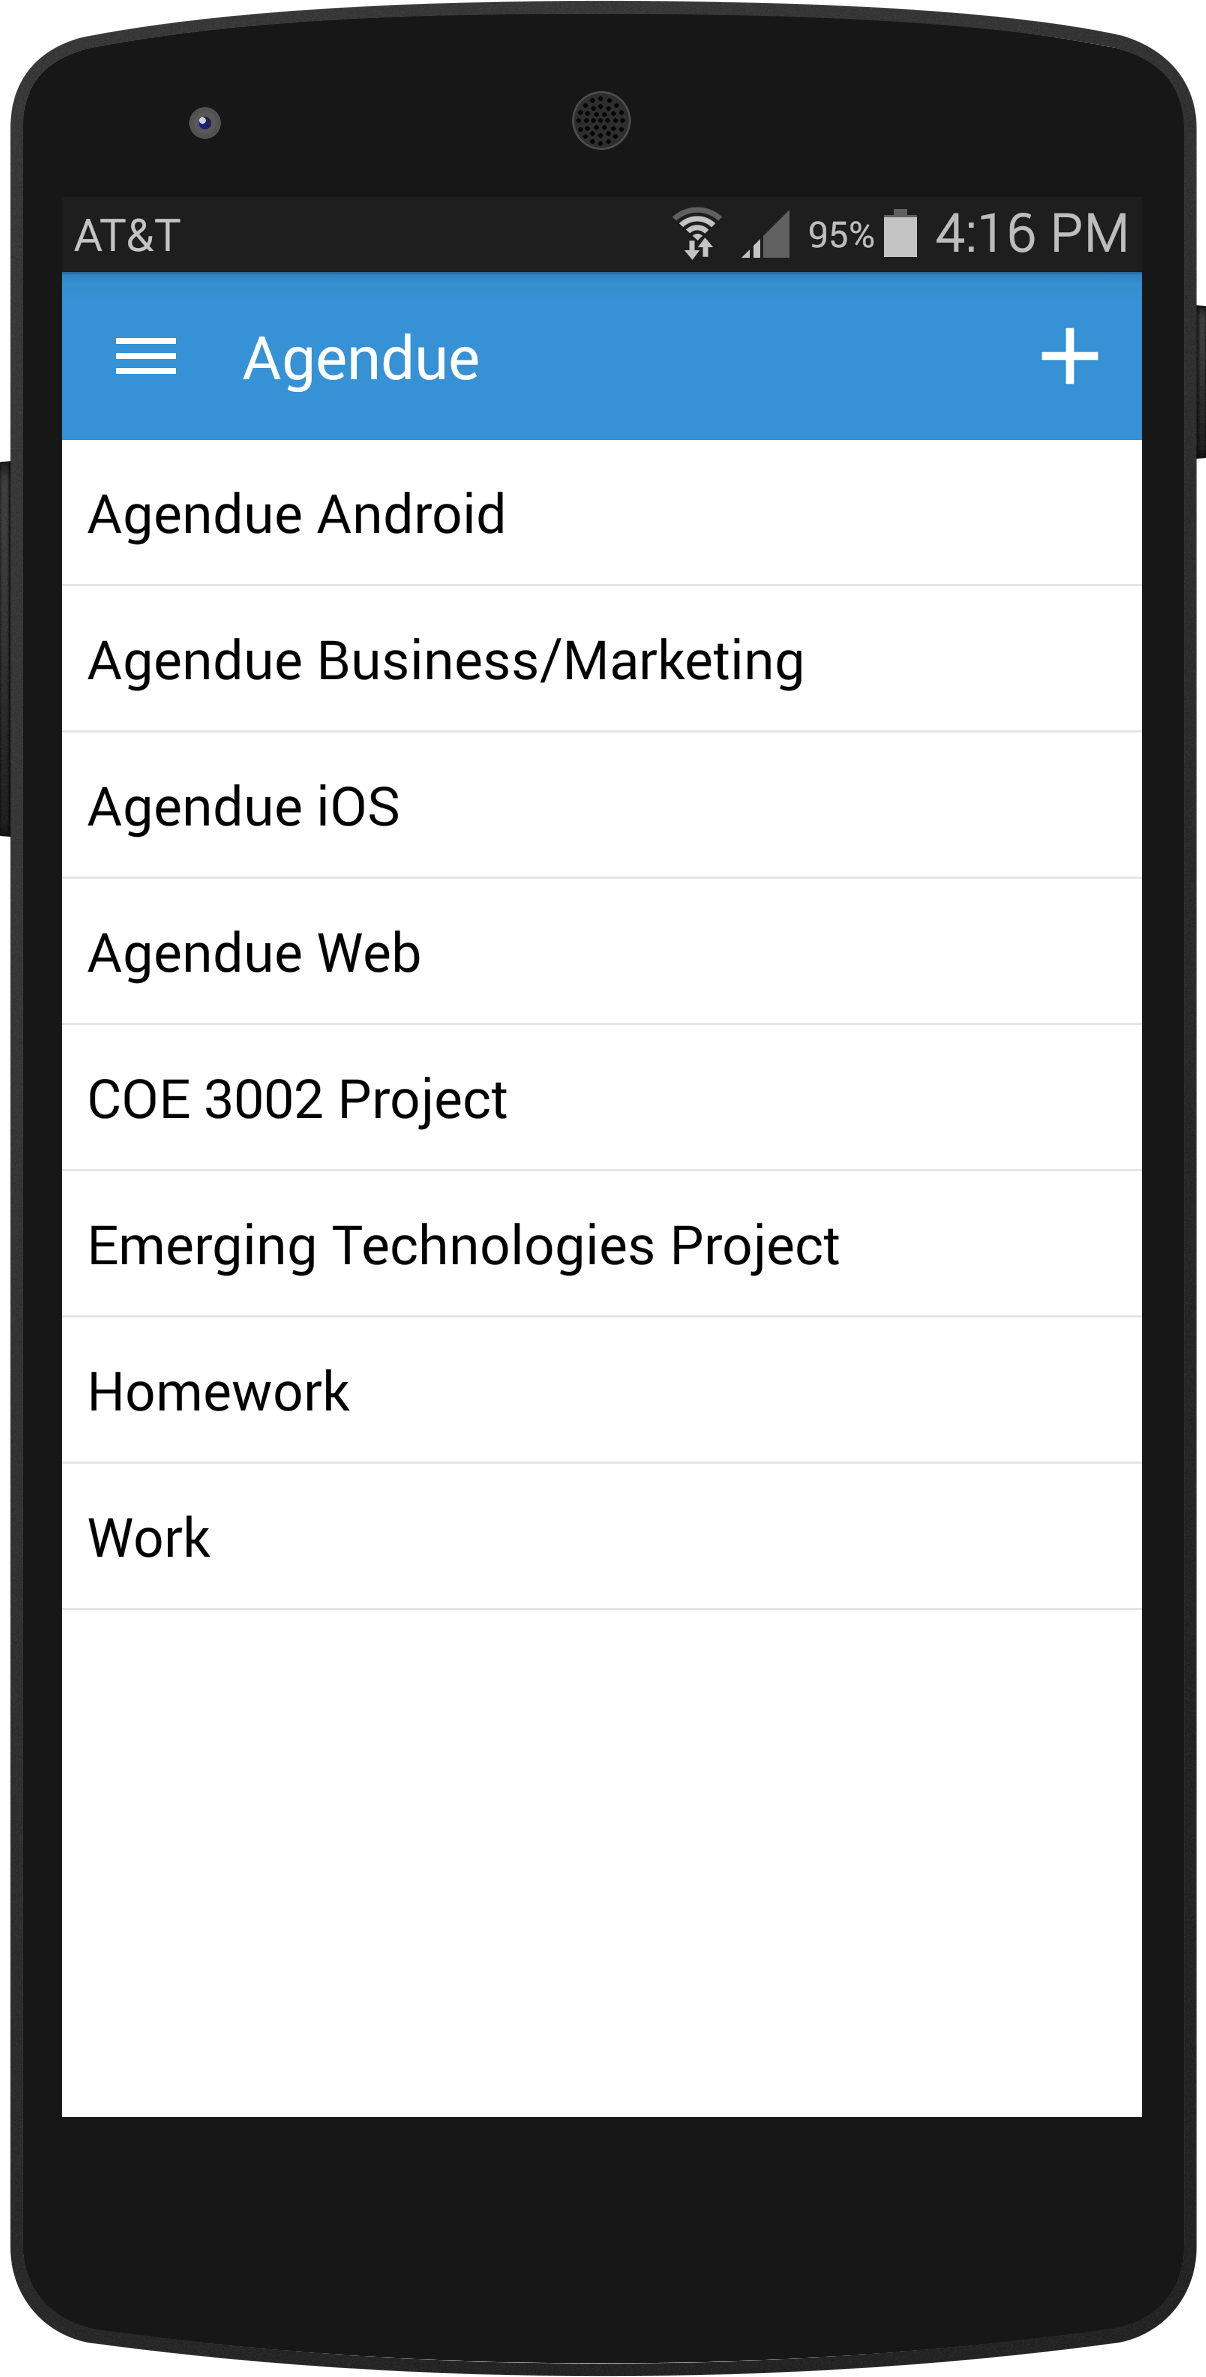 AT&T 95% 4:16 PM
Agendue
Agendue Android
Agendue Business/Marketing
Agendue iOS
Agendue Web
COE 3002 Project
Emerging Technologies Project
Homework
Work